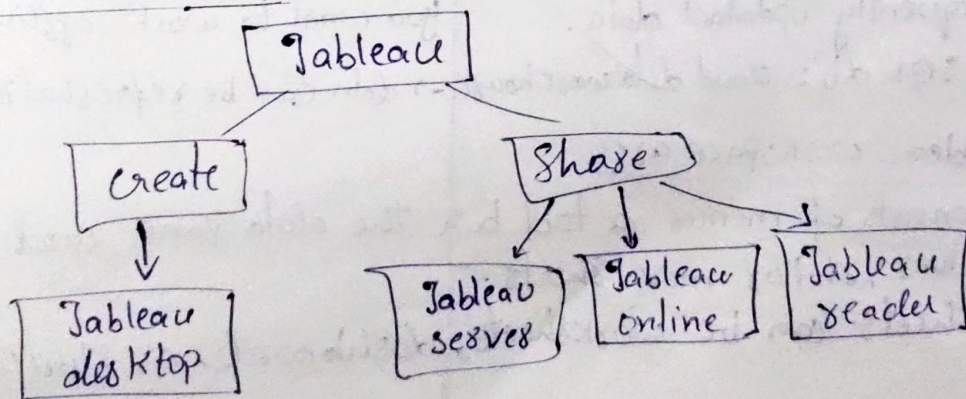 Tableau
Create
Share
Tableau
desktop
Tableau
server
Tableau
online
Tableau
reader